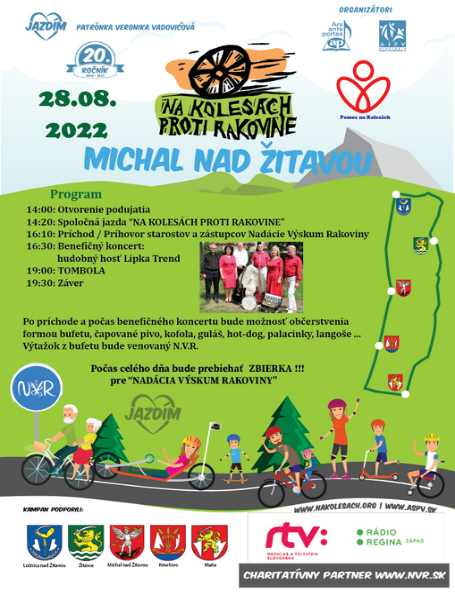 JAZDÍM
PATRÓNKA VERONIKA VADOVIČOVÁ
ORGANIZÁTORI
Ars ante portas
ap
ASPV
20.
ROČNÍK
28.08.
2022
NA KOLESÁCH
PROTI RAKOVINE
Pomoc na Kolesách
MICHAL NAD ŽITAVOU
Program
14:00: Otvorenie podujatia
14:20: Spoločná jazda "NA KOLESÁCH PROTI RAKOVINE"
16:10: Príchod / Príhovor starostov a zástupcov Nadácie Výskum Rakoviny
16:30: Benefičný koncert:
hudobný hosť Lipka Trend
19:00: TOMBOLA
19:30: Záver
Po príchode a počas benefičného koncertu bude možnosť občerstvenia
formou bufetu, čapované pivo, kofola, guláš, hot-dog, palacinky, langoše ...
Výťažok z bufetu bude venovaný N.V.R.
Počas celého dňa bude prebiehať ZBIERKA !!!
pre "NADÁCIA VÝSKUM RAKOVINY"
NVR
JAZDÍM
WWW.NAKOLESACH.ORG | WWW.ASPV.SK
KAMPAŇ PODPORILI:
Lúčnica nad Žitavou
Žitavce
Michal nad Žitavou
Kmeťovo
Maňa
rtv:
ROZHLAS A TELEVÍZIA
SLOVENSKA
RÁDIO
REGINA ZÁPAD
CHARITATÍVNY PARTNER WWW.NVR.SK